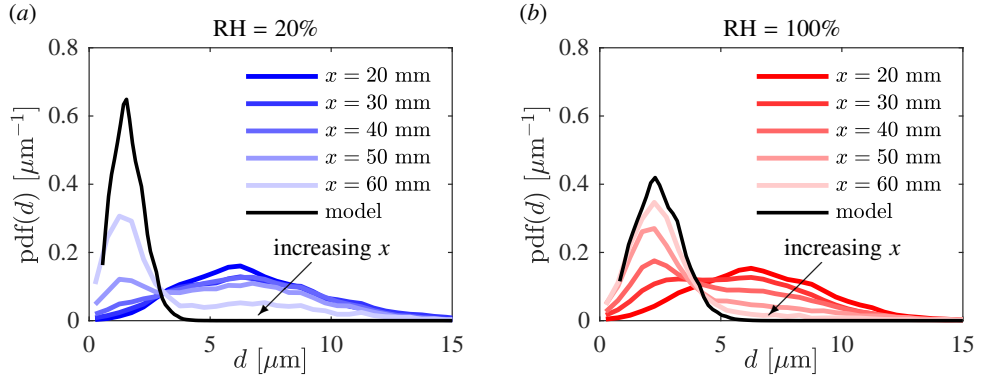 (a)
RH = 20%
0.8
0.6
0.4
0.2
0
pdf(d) [μm⁻¹]
x = 20 mm
x = 30 mm
x = 40 mm
x = 50 mm
x = 60 mm
model
increasing x
0 5 10 15
d [μm]
(b)
RH = 100%
0.8
0.6
0.4
0.2
0
pdf(d) [μm⁻¹]
x = 20 mm
x = 30 mm
x = 40 mm
x = 50 mm
x = 60 mm
model
increasing x
0 5 10 15
d [μm]